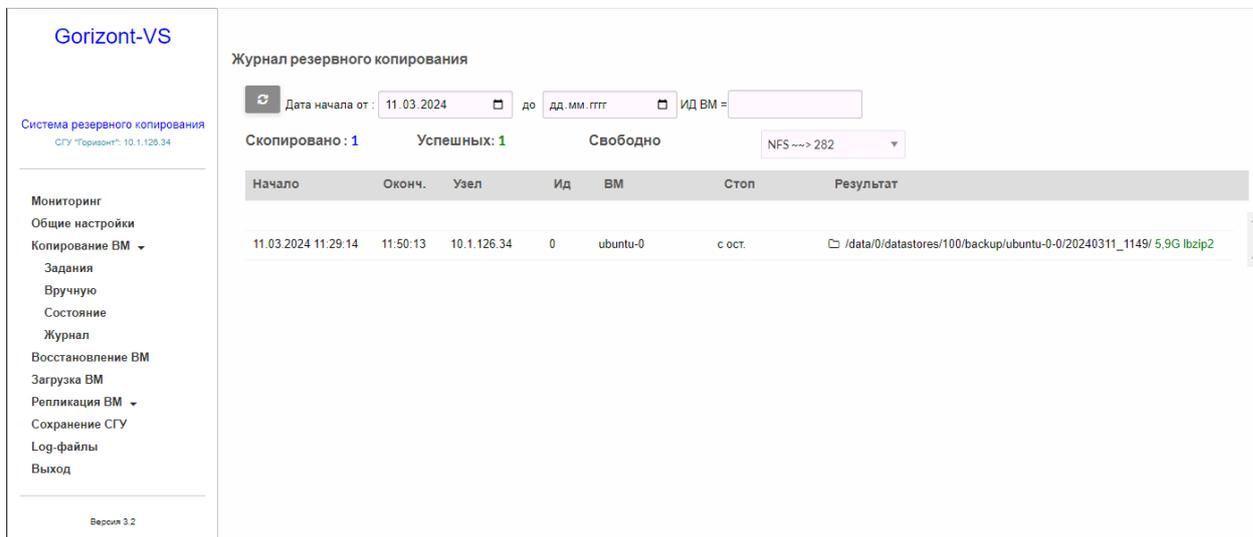 Gorizont-VS
Система резервного копирования
СГУ "Горизонт": 10.1.126.34
Мониторинг
Общие настройки
Копирование ВМ
Задания
Вручную
Состояние
Журнал
Восстановление ВМ
Загрузка ВМ
Репликация ВМ
Сохранение СГУ
Log-файлы
Выход
Версия 3.2
Журнал резервного копирования
Дата начала от : 11.03.2024 до дд.мм.гггг ИД ВМ =
Скопировано : 1 Успешных: 1 Свободно NFS ~~> 282
Начало Оконч. Узел Ид ВМ Стоп Результат
11.03.2024 11:29:14 11:50:13 10.1.126.34 0 ubuntu-0 с ост. /data/0/datastores/100/backup/ubuntu-0-0/20240311_1149/ 5,9G lbzip2